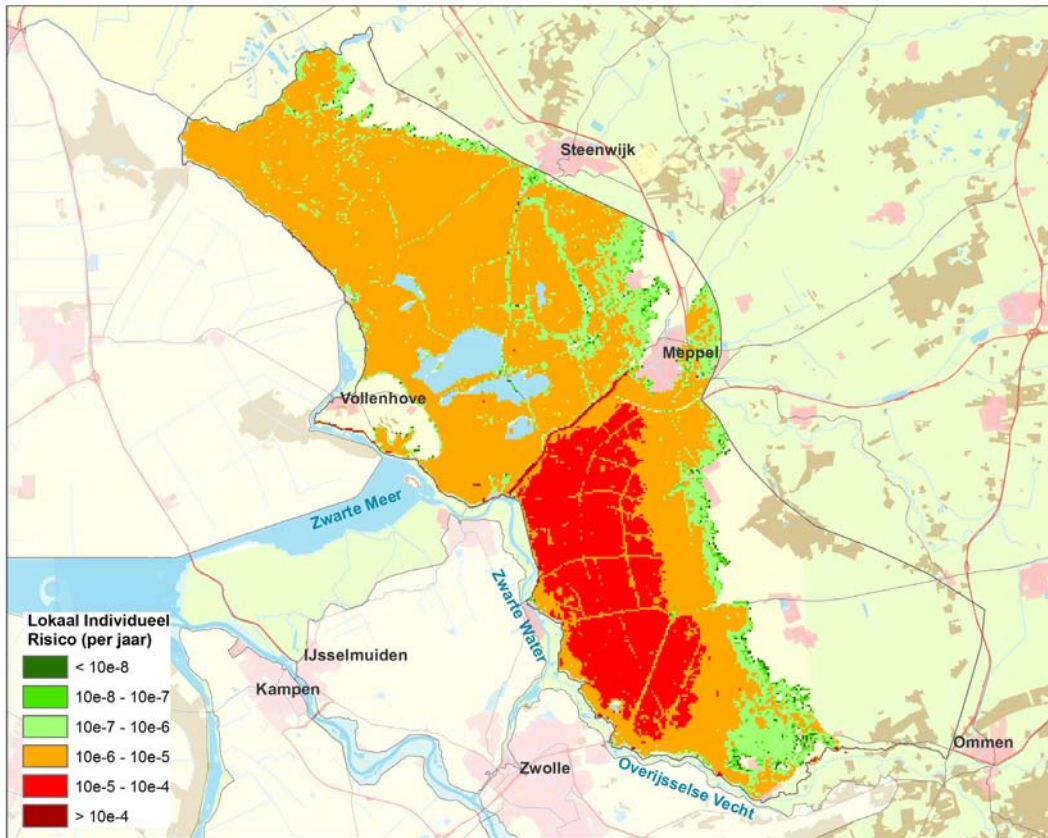 Steenwijk
Meppel
Vollenhove
Zwarte Meer
Zwarte Water
Lokaal Individueel
Risico (per jaar)
< 10e-8
10e-8 - 10e-7
10e-7 - 10e-6
10e-6 - 10e-5
10e-5 - 10e-4
> 10e-4
IJsselmuiden
Kampen
Zwolle
Overijsselse Vecht
Ommen